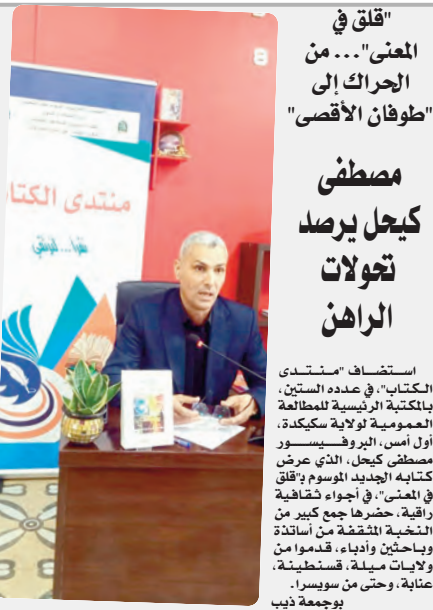 "قلق في
المعنى"... من
الحراك إلى
"طوفان الأقصى"
مصطفى
كيحل يرصد
تحولات
الراهن
استضاف "منتدى
الكتاب"، في عدده الستين،
بالمكتبة الرئيسية للمطالعة
العمومية لولاية سكيكدة،
أول أمس، البروفيسور
مصطفى كيحل، الذي عرض
كتابه الجديد الموسوم بـ"قلق
في المعنى"، في أجواء ثقافية
راقية، حضرها جمع كبير من
النخبة المثقفة من أساتذة
وباحثين وأدباء، قدموا من
ولايات ميلة، قسنطينة،
عنابة، وحتى من سويسرا.
بوجمعة ذيب
منتدى الكتا